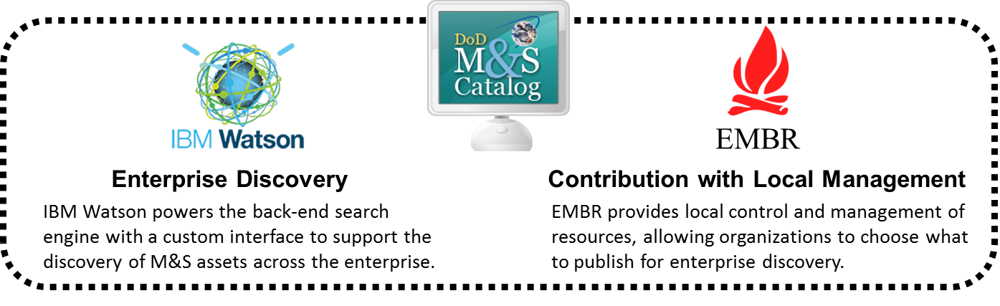 DoD
M&S
Catalog
IBM Watson
Enterprise Discovery
IBM Watson powers the back-end search
engine with a custom interface to support the
discovery of M&S assets across the enterprise.
EMBR
Contribution with Local Management
EMBR provides local control and management of
resources, allowing organizations to choose what
to publish for enterprise discovery.